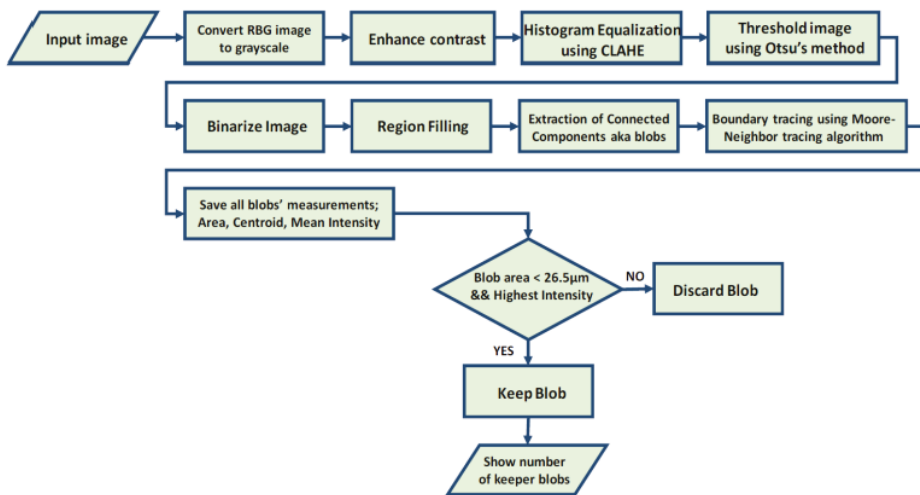 Input image
Convert RBG image
to grayscale
Enhance contrast
Histogram Equalization
using CLAHE
Threshold image
using Otsu's method
Binarize Image
Region Filling
Extraction of Connected
Components aka blobs
Boundary tracing using Moore-
Neighbor tracing algorithm
Save all blobs' measurements;
Area, Centroid, Mean Intensity
Blob area < 26.5µm
&& Highest Intensity
NO
Discard Blob
YES
Keep Blob
Show number
of keeper blobs